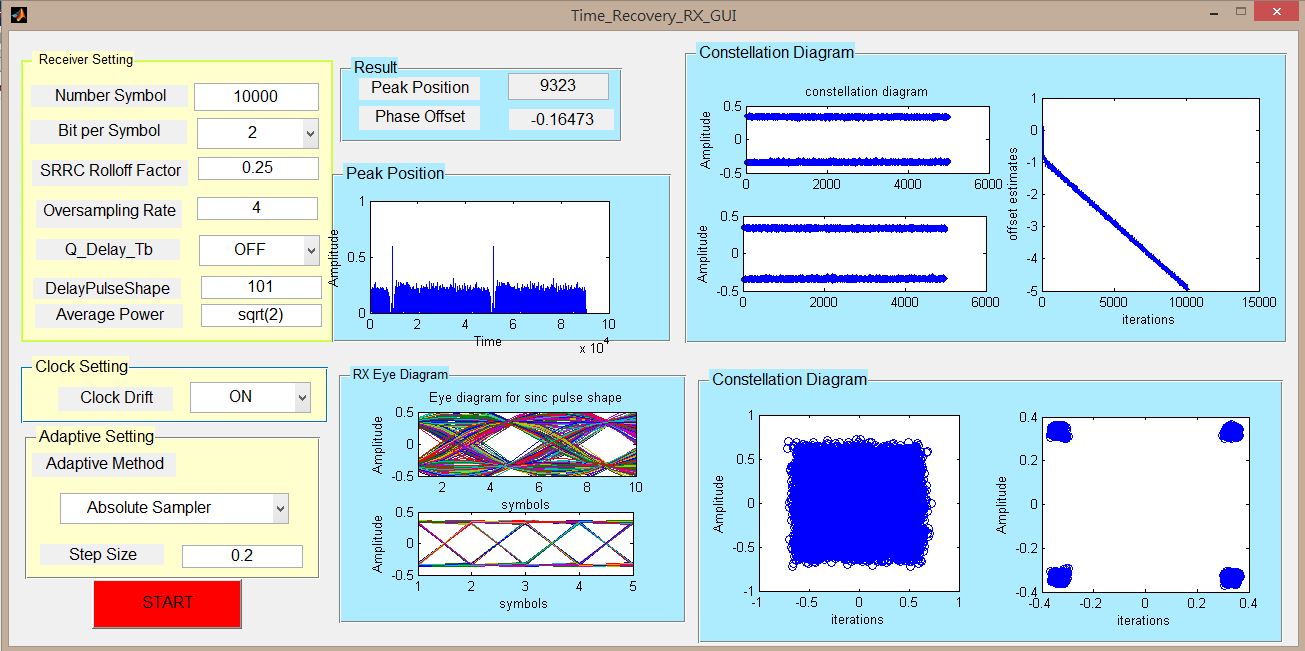 Time_Recovery_RX_GUI
Receiver Setting
Number Symbol
10000
Bit per Symbol
2
SRRC Rolloff Factor
0.25
Oversampling Rate
4
Q_Delay_Tb
OFF
DelayPulseShape
101
Average Power
sqrt(2)
Clock Setting
Clock Drift
ON
Adaptive Setting
Adaptive Method
Absolute Sampler
Step Size
0.2
START
Result
Peak Position
9323
Phase Offset
-0.16473
Peak Position
1
0.5
0
Amplitude
0 2 4 6 8 10
Time
x 10^4
RX Eye Diagram
Eye diagram for sinc pulse shape
0.5
0
-0.5
Amplitude
2 4 6 8 10
symbols
0.5
0
-0.5
Amplitude
1 2 3 4 5
symbols
Constellation Diagram
constellation diagram
0.5
0
-0.5
Amplitude
0 2000 4000 6000
0.5
0
-0.5
Amplitude
0 2000 4000 6000
1
0
-1
-2
-3
-4
-5
offset estimates
0 5000 10000 15000
iterations
Constellation Diagram
1
0.5
0
-0.5
-1
Amplitude
-1 -0.5 0 0.5 1
iterations
0.4
0.2
0
-0.2
-0.4
Amplitude
-0.4 -0.2 0 0.2 0.4
iterations